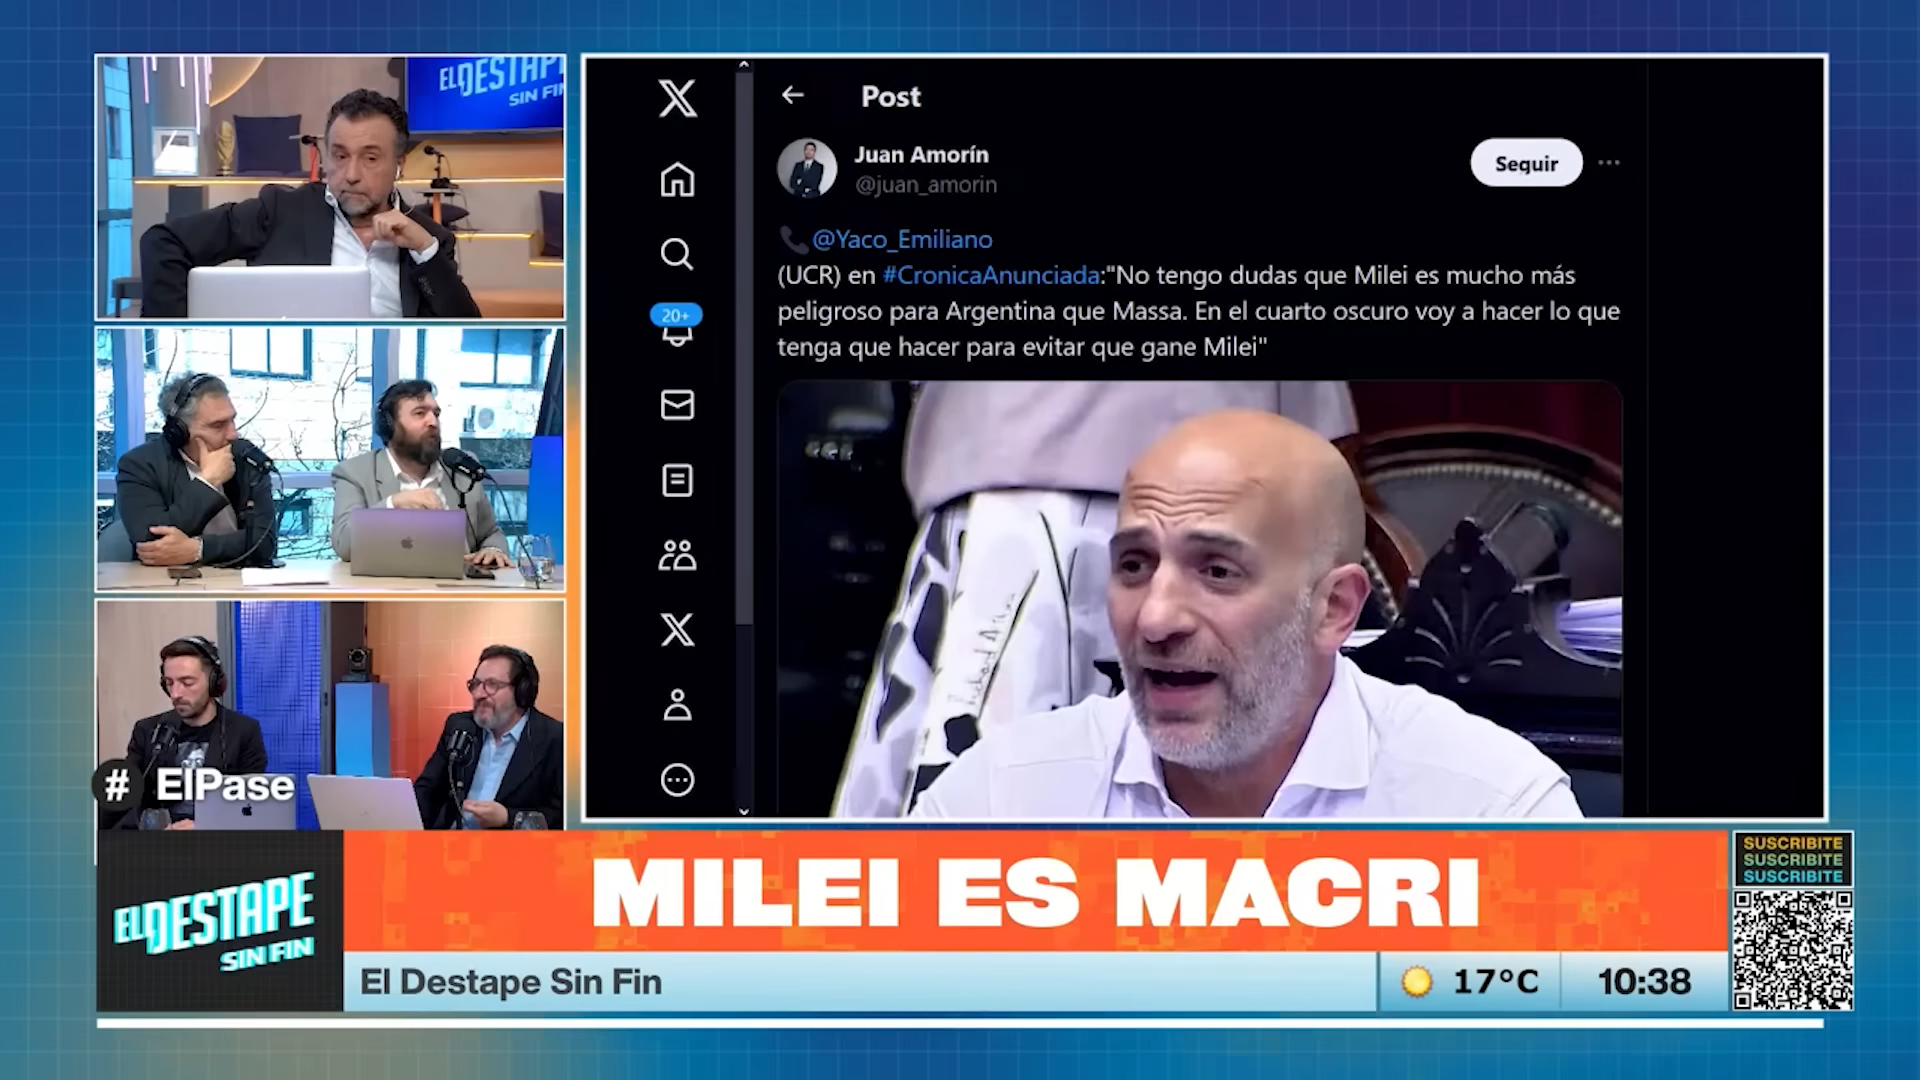 EL DESTAPE
SIN FIN
Post
Juan Amorín
@juan_amorin
Seguir
@Yaco_Emiliano
(UCR) en #CronicaAnunciada:"No tengo dudas que Milei es mucho más
peligroso para Argentina que Massa. En el cuarto oscuro voy a hacer lo que
tenga que hacer para evitar que gane Milei"
20+
# ElPase
MILEI ES MACRI
SUSCRIBITE
SUSCRIBITE
SUSCRIBITE
EL DESTAPE
SIN FIN
El Destape Sin Fin
17°C
10:38